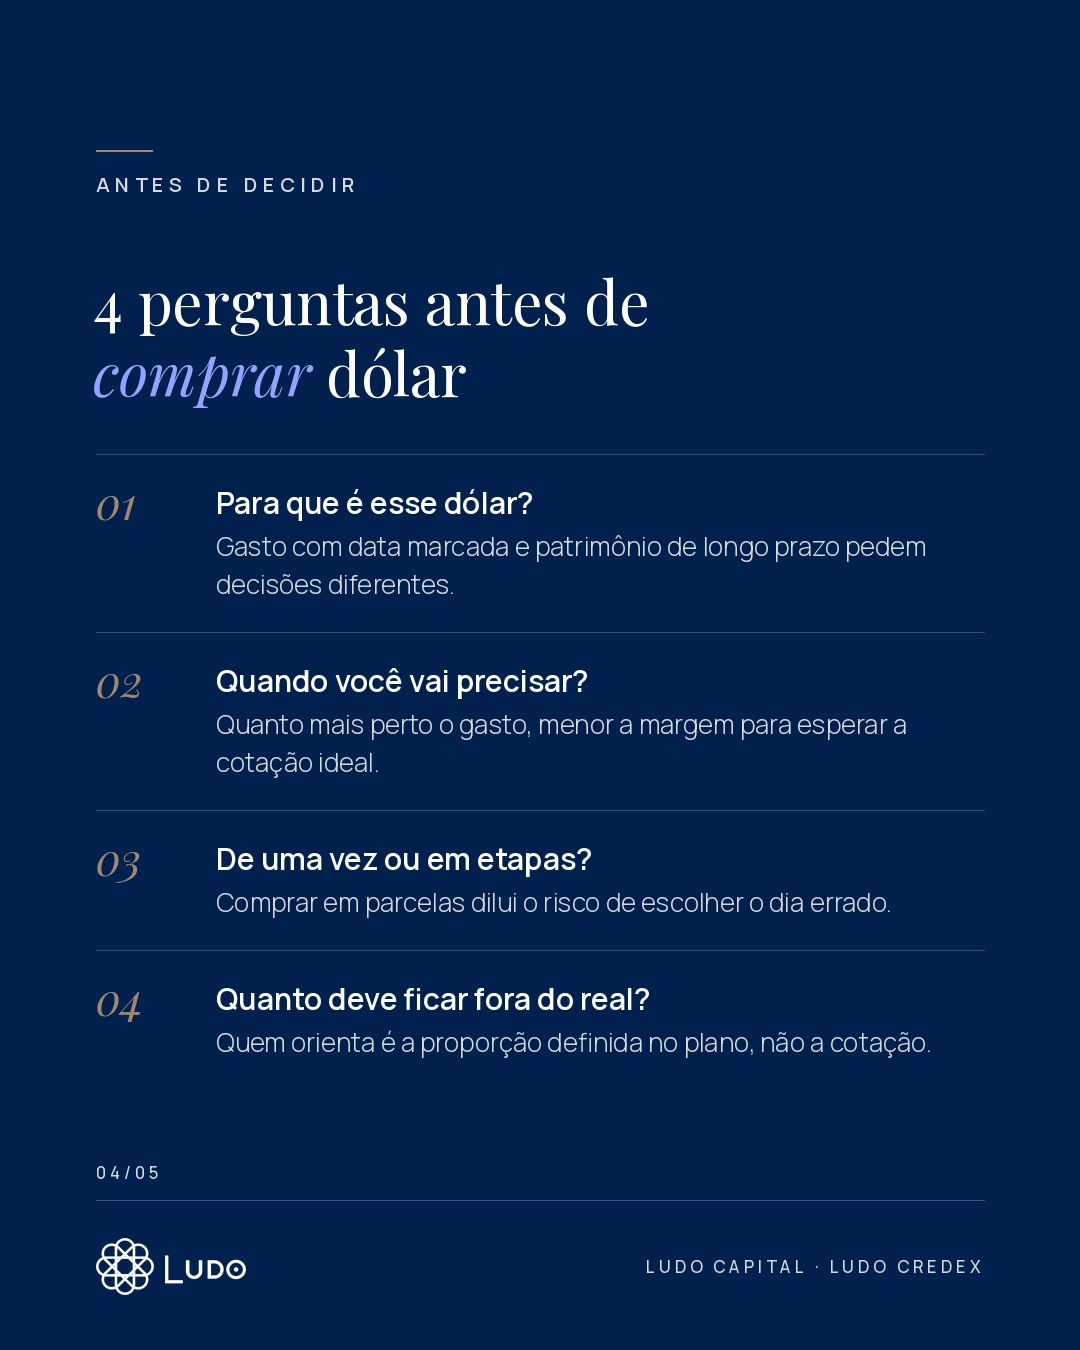 ANTES DE DECIDIR
4 perguntas antes de
comprar dólar
01
Para que é esse dólar?
Gasto com data marcada e patrimônio de longo prazo pedem
decisões diferentes.
02
Quando você vai precisar?
Quanto mais perto o gasto, menor a margem para esperar a
cotação ideal.
03
De uma vez ou em etapas?
Comprar em parcelas dilui o risco de escolher o dia errado.
04
Quanto deve ficar fora do real?
Quem orienta é a proporção definida no plano, não a cotação.
04/05
LUDO
LUDO CAPITAL · LUDO CREDEX